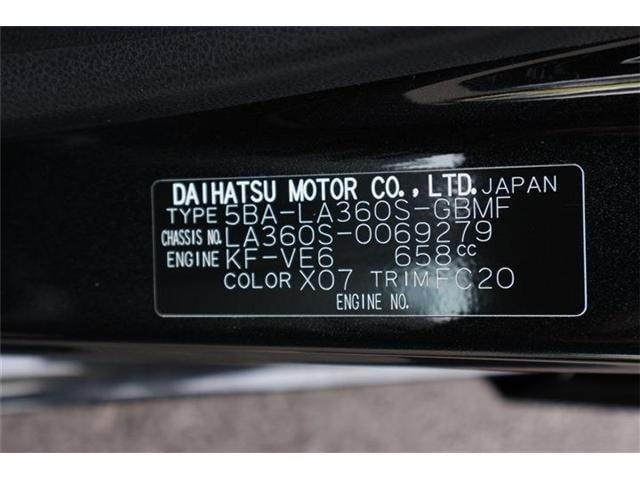 DAIHATSU MOTOR CO.,LTD. JAPAN
TYPE 5BA-LA360S-GBMF
CHASSIS NO. LA360S-0069279
ENGINE KF-VE6 658cc
COLOR X07 TRIM FC20
ENGINE NO.